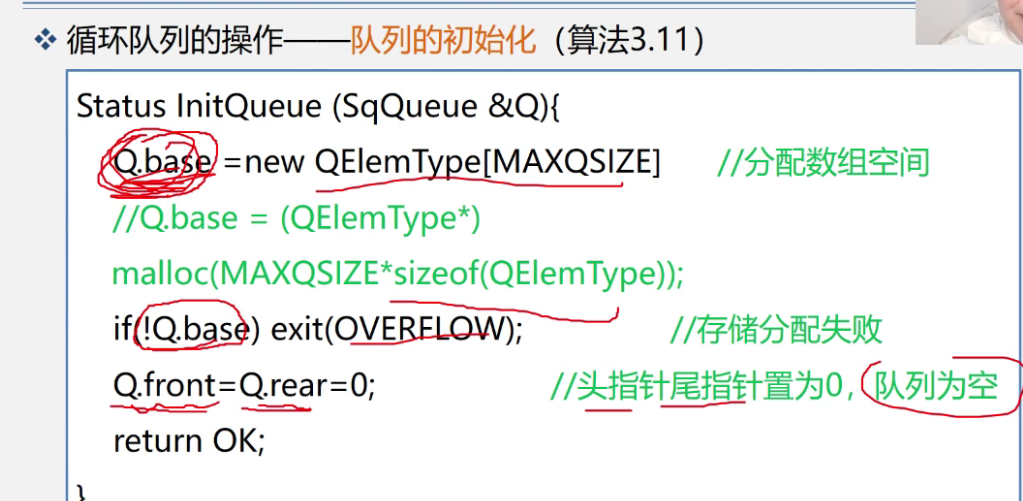 ❖ 循环队列的操作——队列的初始化（算法3.11）
Status InitQueue (SqQueue &Q){
Q.base =new QElemType[MAXQSIZE] //分配数组空间
//Q.base = (QElemType*)
malloc(MAXQSIZE*sizeof(QElemType));
if(!Q.base) exit(OVERFLOW); //存储分配失败
Q.front=Q.rear=0; //头指针尾指针置为0，队列为空
return OK;
}